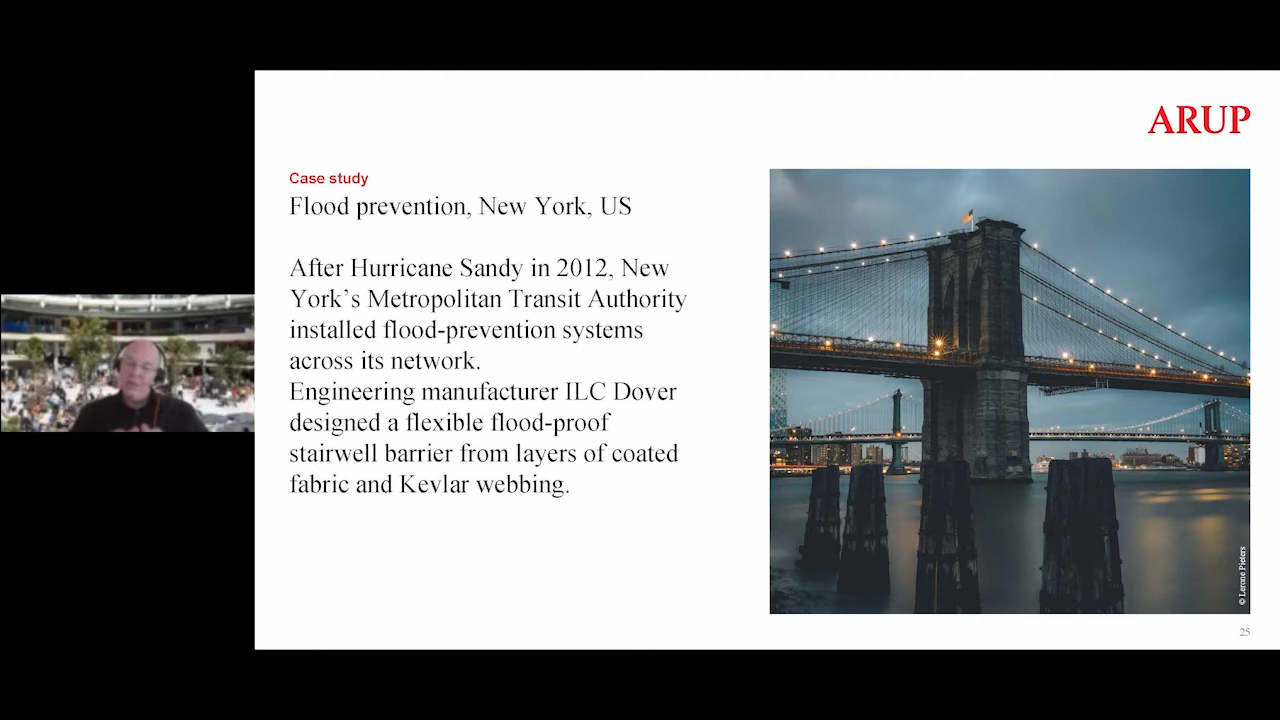 ARUP
Case study
Flood prevention, New York, US
After Hurricane Sandy in 2012, New
York’s Metropolitan Transit Authority
installed flood-prevention systems
across its network.
Engineering manufacturer ILC Dover
designed a flexible flood-proof
stairwell barrier from layers of coated
fabric and Kevlar webbing.
© Lerone Pieters
25